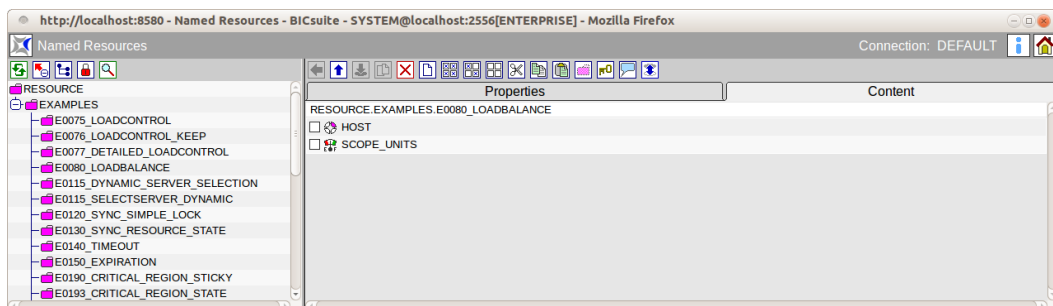 http://localhost:8580 - Named Resources - BICsuite - SYSTEM@localhost:2556[ENTERPRISE] - Mozilla Firefox
Named Resources
Connection: DEFAULT
RESOURCE
EXAMPLES
E0075_LOADCONTROL
E0076_LOADCONTROL_KEEP
E0077_DETAILED_LOADCONTROL
E0080_LOADBALANCE
E0115_DYNAMIC_SERVER_SELECTION
E0115_SELECTSERVER_DYNAMIC
E0120_SYNC_SIMPLE_LOCK
E0130_SYNC_RESOURCE_STATE
E0140_TIMEOUT
E0150_EXPIRATION
E0190_CRITICAL_REGION_STICKY
E0193_CRITICAL_REGION_STATE
Properties
Content
RESOURCE.EXAMPLES.E0080_LOADBALANCE
HOST
SCOPE_UNITS